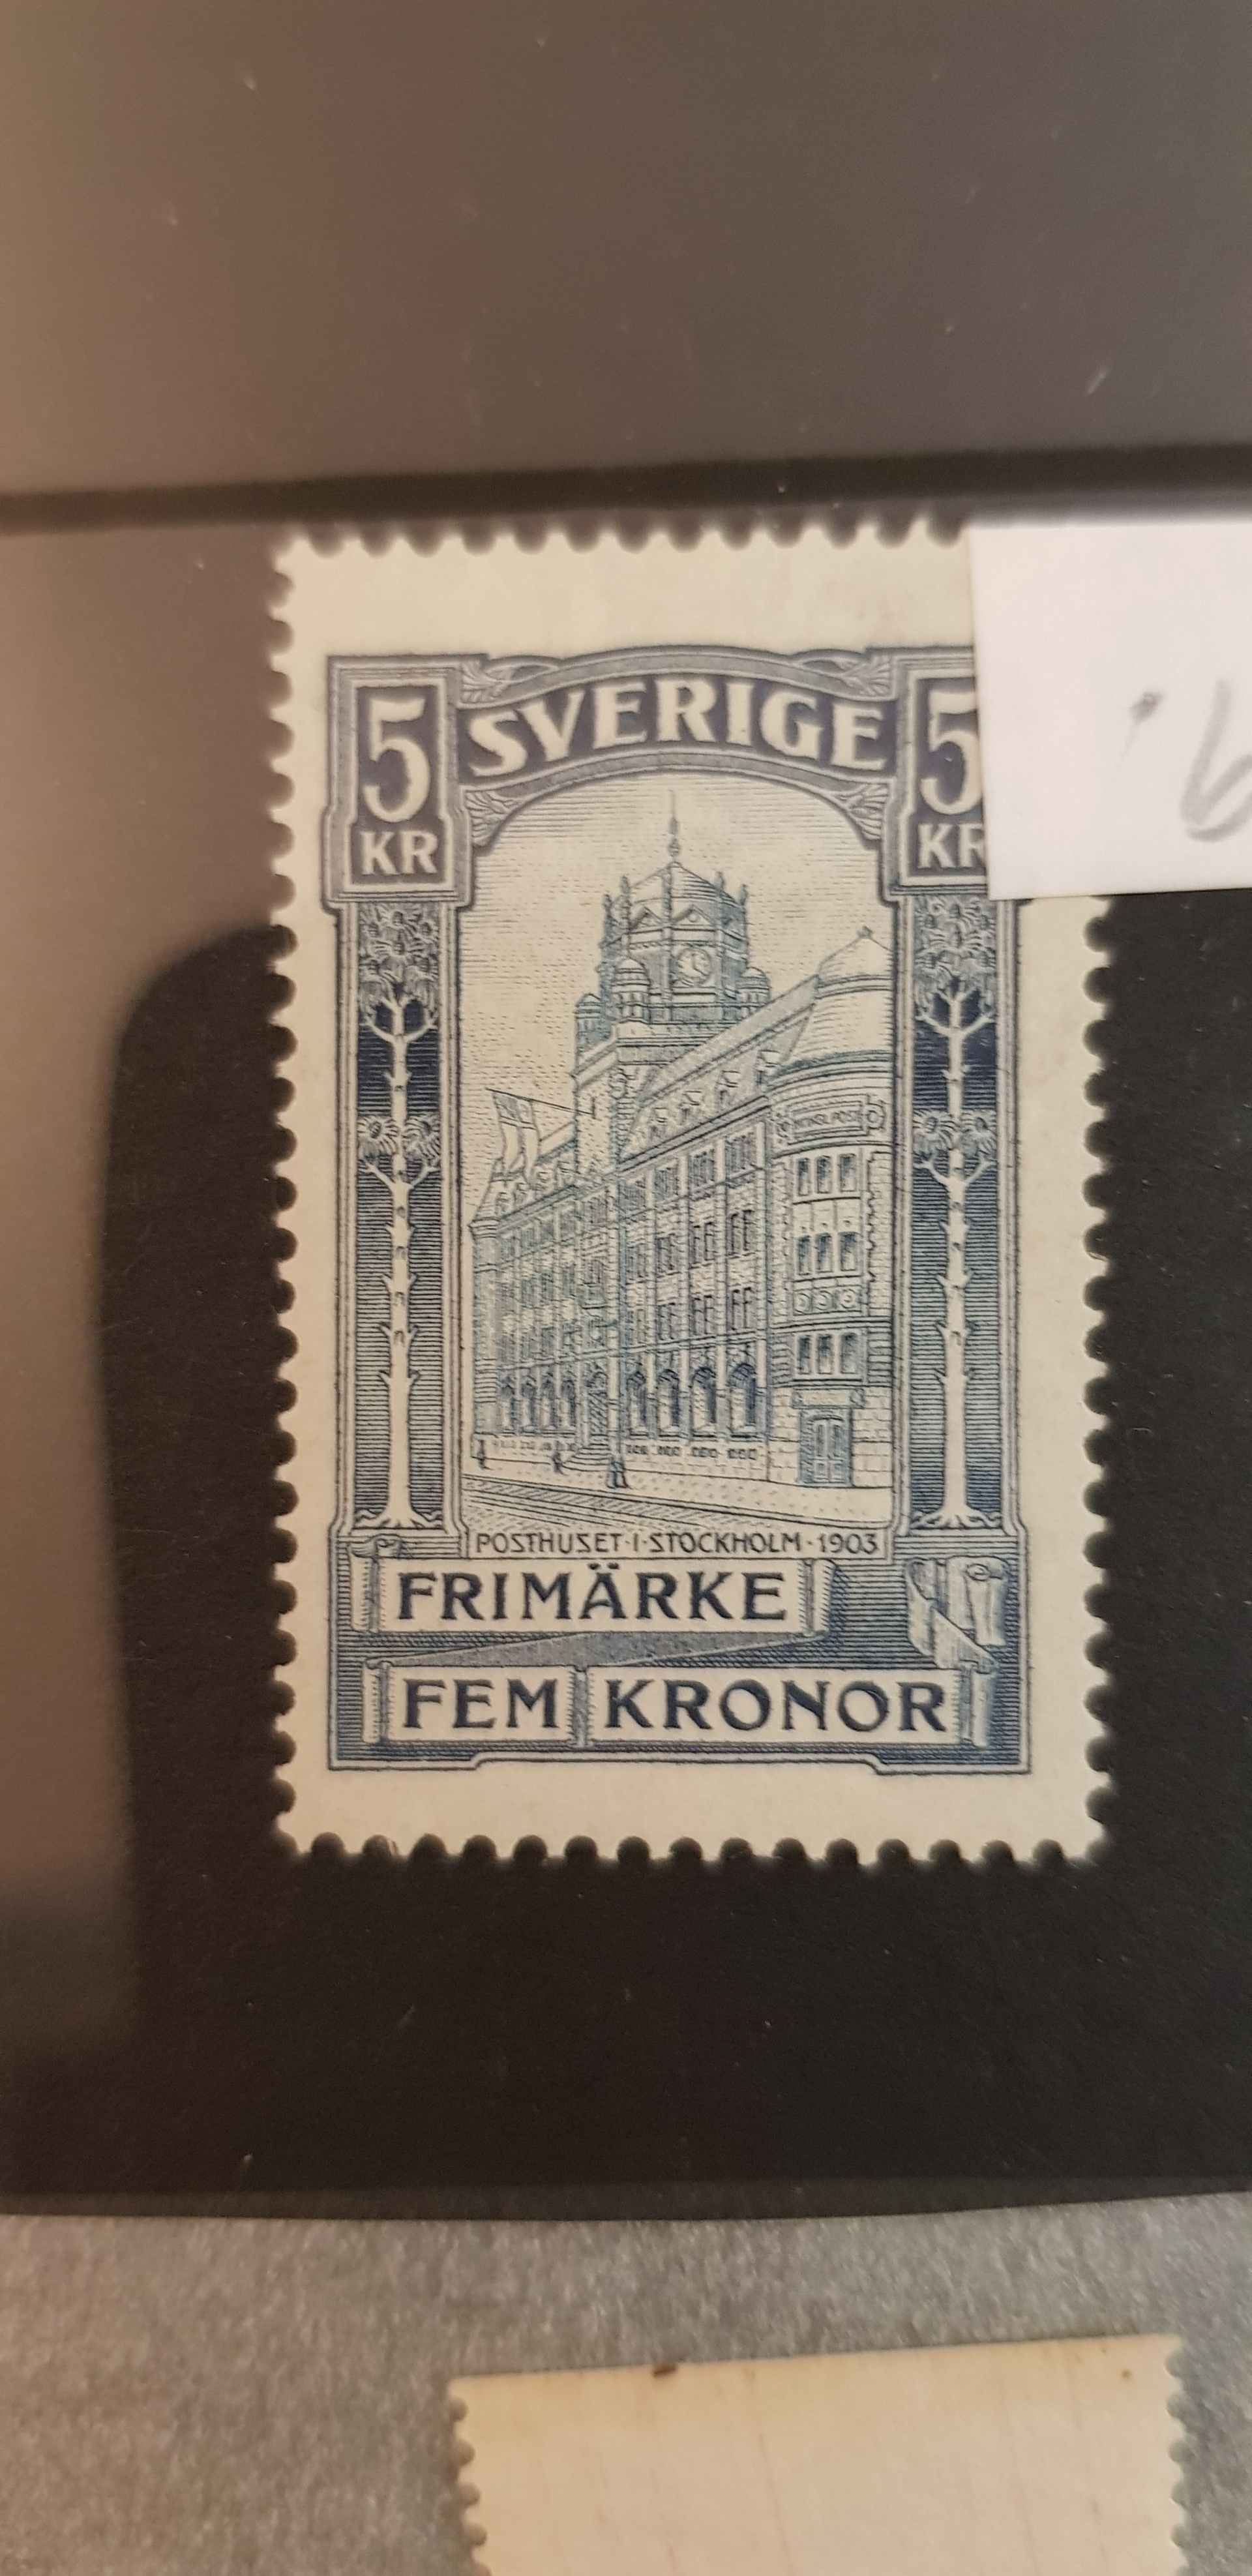 SVERIGE
5 KR
5 KR
POSTHUSET·I·STOCKHOLM·1903
FRIMÄRKE
FEM KRONOR